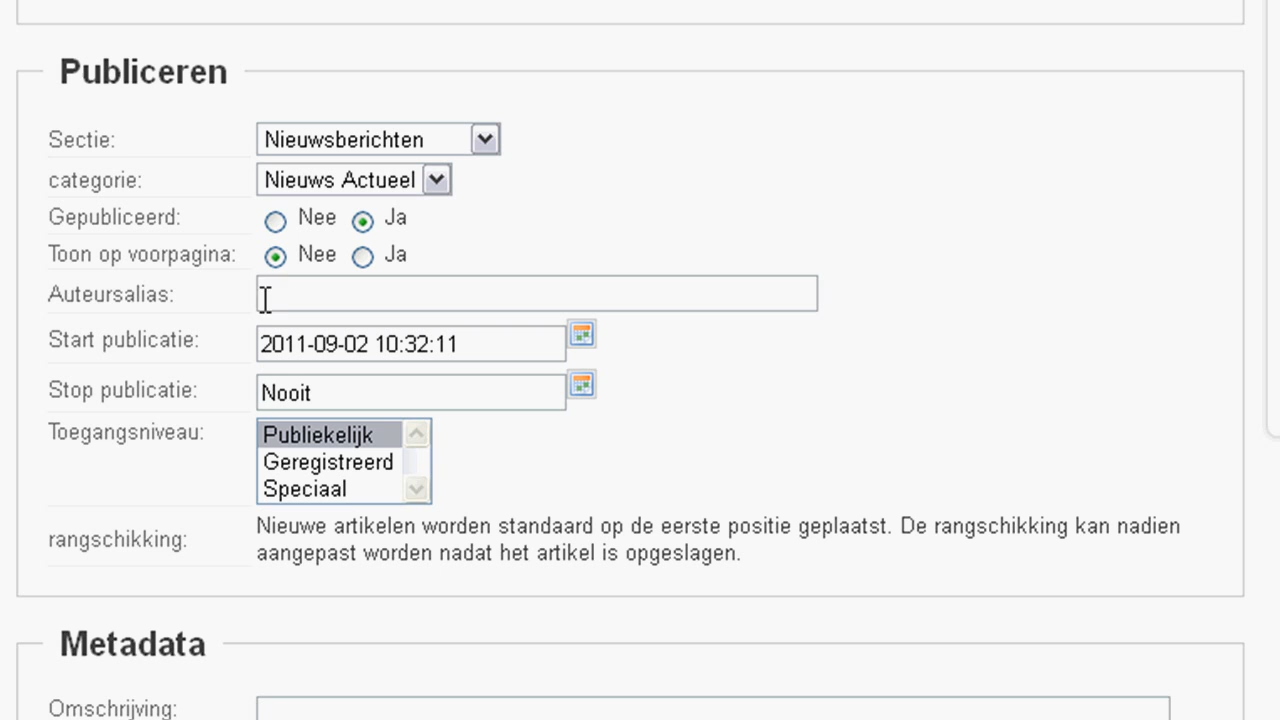 Publiceren
Sectie: Nieuwsberichten
categorie: Nieuws Actueel
Gepubliceerd: Nee Ja
Toon op voorpagina: Nee Ja
Auteursalias:
Start publicatie: 2011-09-02 10:32:11
Stop publicatie: Nooit
Toegangsniveau: Publiekelijk
Geregistreerd
Speciaal
rangschikking: Nieuwe artikelen worden standaard op de eerste positie geplaatst. De rangschikking kan nadien
aangepast worden nadat het artikel is opgeslagen.
Metadata
Omschrijving: